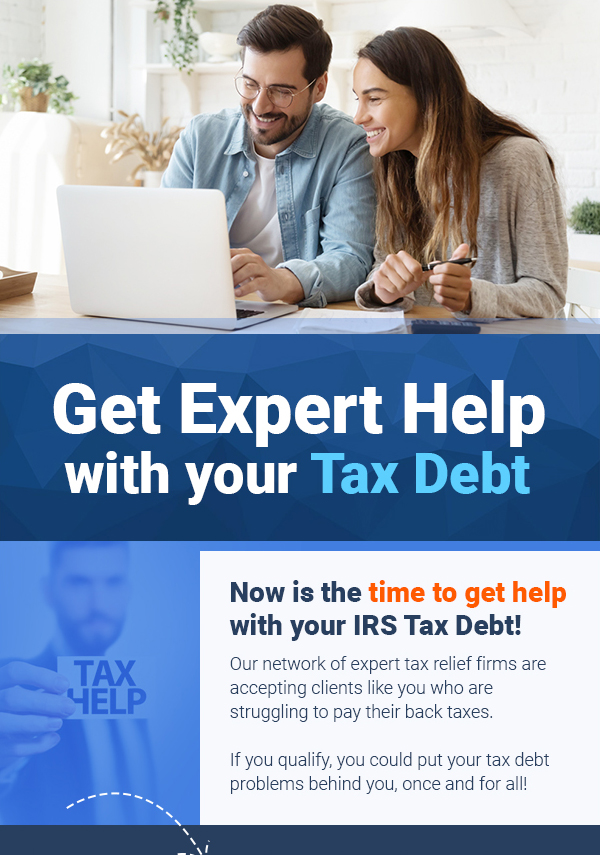 Get Expert Help
with your Tax Debt
TAX
HELP
Now is the time to get help
with your IRS Tax Debt!
Our network of expert tax relief firms are
accepting clients like you who are
struggling to pay their back taxes.
If you qualify, you could put your tax debt
problems behind you, once and for all!